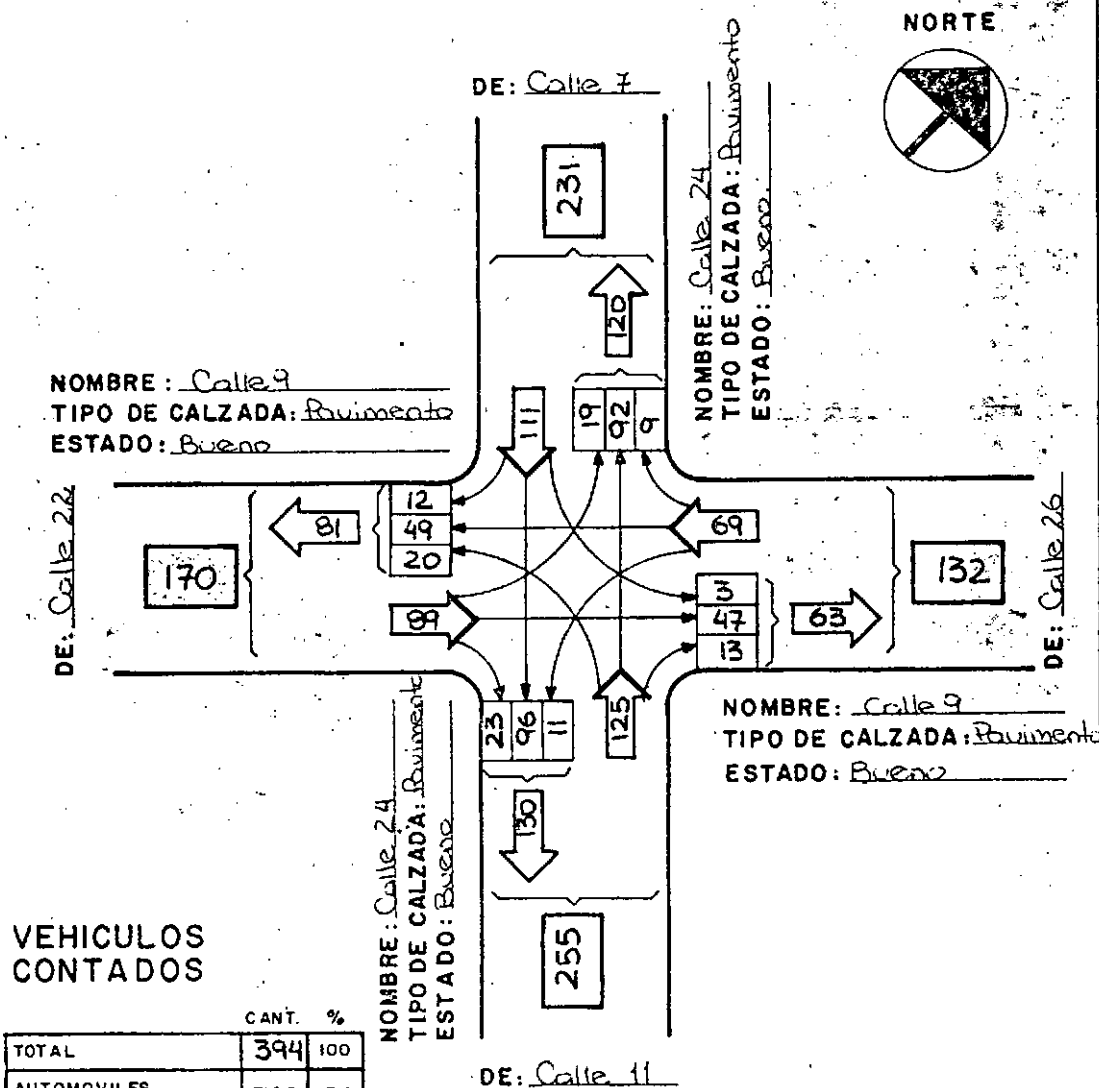 NORTE
DE: Calle 7
231
NOMBRE: Calle 24
TIPO DE CALZADA: Pavimento
ESTADO: Bueno.
120
NOMBRE: Calle 9
TIPO DE CALZADA: Pavimento
ESTADO: Bueno
111
19 92 9
DE: Calle 22
170
81
12
49
20
69
89
3
47
13
63
132
DE: Calle 26
23 96 11
125
NOMBRE: Calle 9
TIPO DE CALZADA: Pavimento
ESTADO: Bueno
130
NOMBRE: Calle 24
TIPO DE CALZADA: Pavimento
ESTADO: Bueno
255
VEHICULOS
CONTADOS
CANT. %
TOTAL 394 100
AUTOMOVILES
DE: Calle 11